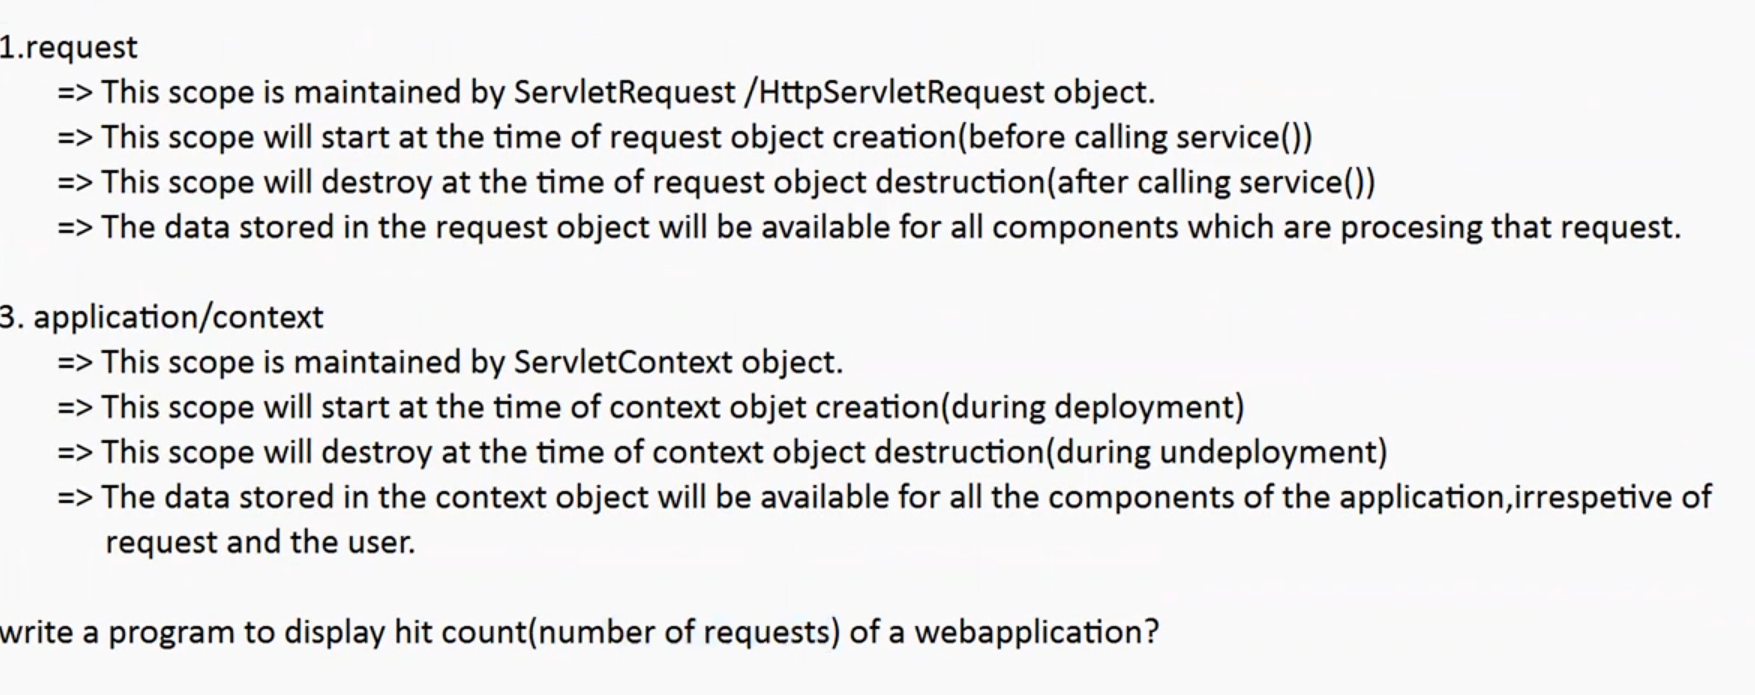 1.request
=> This scope is maintained by ServletRequest /HttpServletRequest object.
=> This scope will start at the time of request object creation(before calling service())
=> This scope will destroy at the time of request object destruction(after calling service())
=> The data stored in the request object will be available for all components which are procesing that request.
3. application/context
=> This scope is maintained by ServletContext object.
=> This scope will start at the time of context objet creation(during deployment)
=> This scope will destroy at the time of context object destruction(during undeployment)
=> The data stored in the context object will be available for all the components of the application,irrespetive of
request and the user.
write a program to display hit count(number of requests) of a webapplication?